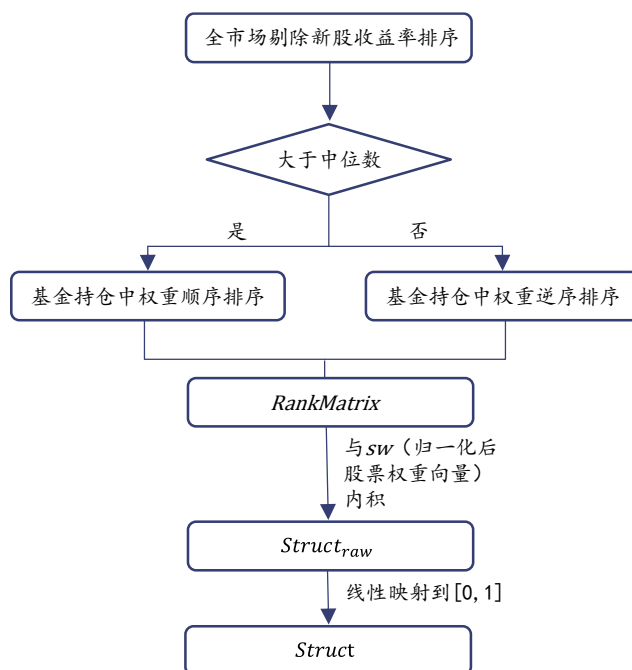 全市场剔除新股收益率排序
大于中位数
是
否
基金持仓中权重顺序排序
基金持仓中权重逆序排序
RankMatrix
与sw（归一化后
股票权重向量）
内积
Struct_raw
线性映射到[0,1]
Struct